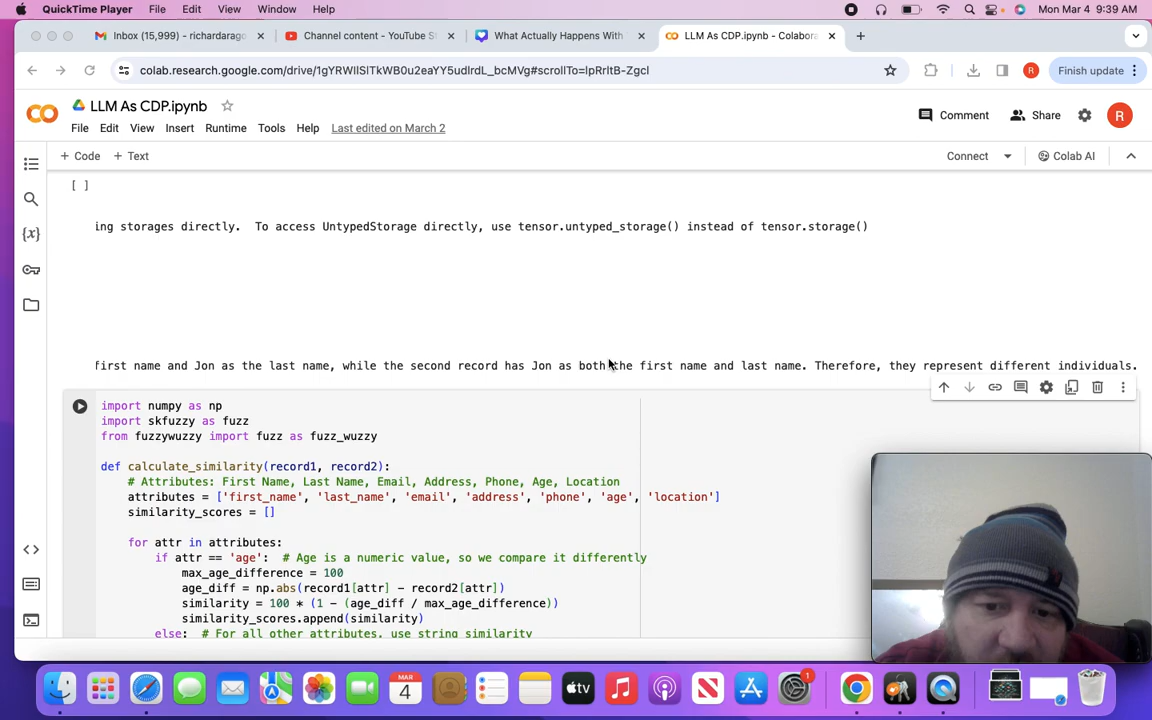 QuickTime Player File Edit View Window Help Mon Mar 4 9:39 AM
Inbox (15,999) - richardarago Channel content - YouTube S What Actually Happens With LLM As CDP.ipynb - Colabora
colab.research.google.com/drive/1gYRWIlSlTkWB0u2eaYY5udlrdL_bcMVg#scrollTo=lpRrltB-Zgcl R Finish update
LLM As CDP.ipynb
Comment Share R
File Edit View Insert Runtime Tools Help Last edited on March 2
+ Code + Text Connect Colab AI
[ ]
ing storages directly.  To access UntypedStorage directly, use tensor.untyped_storage() instead of tensor.storage()
first name and Jon as the last name, while the second record has Jon as both the first name and last name. Therefore, they represent different individuals.
import numpy as np
import skfuzzy as fuzz
from fuzzywuzzy import fuzz as fuzz_wuzzy
def calculate_similarity(record1, record2):
# Attributes: First Name, Last Name, Email, Address, Phone, Age, Location
attributes = ['first_name', 'last_name', 'email', 'address', 'phone', 'age', 'location']
similarity_scores = []
for attr in attributes:
if attr == 'age':  # Age is a numeric value, so we compare it differently
max_age_difference = 100
age_diff = np.abs(record1[attr] - record2[attr])
similarity = 100 * (1 - (age_diff / max_age_difference))
similarity_scores.append(similarity)
else:  # For all other attributes, use string similarity
MAR
4
tv
1